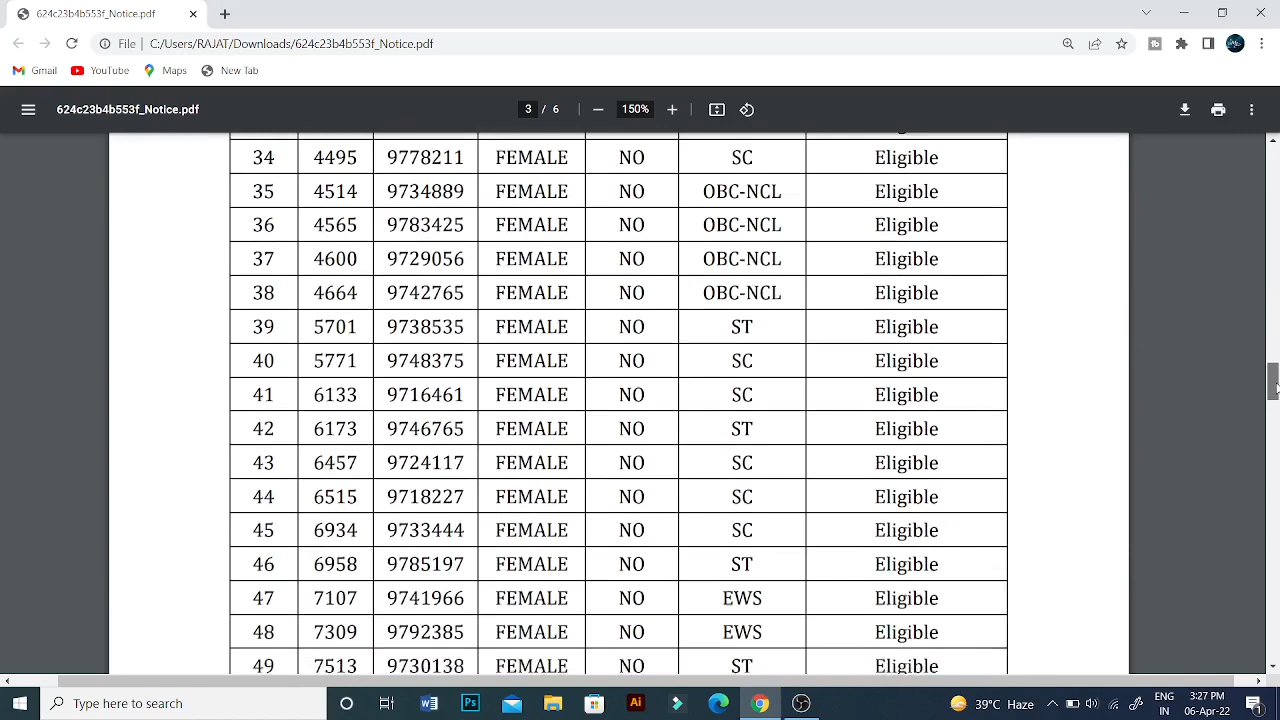 624c23b4b553f_Notice.pdf
File C:/Users/RAJAT/Downloads/624c23b4b553f_Notice.pdf
Gmail YouTube Maps New Tab
624c23b4b553f_Notice.pdf 3 / 6 150%
34 4495 9778211 FEMALE NO SC Eligible
35 4514 9734889 FEMALE NO OBC-NCL Eligible
36 4565 9783425 FEMALE NO OBC-NCL Eligible
37 4600 9729056 FEMALE NO OBC-NCL Eligible
38 4664 9742765 FEMALE NO OBC-NCL Eligible
39 5701 9738535 FEMALE NO ST Eligible
40 5771 9748375 FEMALE NO SC Eligible
41 6133 9716461 FEMALE NO SC Eligible
42 6173 9746765 FEMALE NO ST Eligible
43 6457 9724117 FEMALE NO SC Eligible
44 6515 9718227 FEMALE NO SC Eligible
45 6934 9733444 FEMALE NO SC Eligible
46 6958 9785197 FEMALE NO ST Eligible
47 7107 9741966 FEMALE NO EWS Eligible
48 7309 9792385 FEMALE NO EWS Eligible
49 7513 9730138 FEMALE NO ST Eligible
Type here to search W Ps Ai 39°C Haze ENG 3:27 PM
IN 06-Apr-22